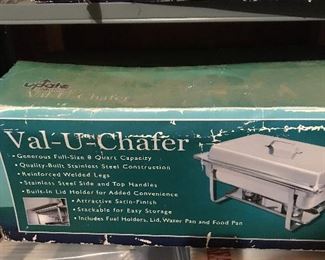 update
Val-U-Chafer
Val-U-Chafer
• Generous Full-Size 8 Quart Capacity
• Quality-Built Stainless Steel Construction
• Reinforced Welded Legs
• Stainless Steel Side and Top Handles
• Built-In Lid Holder for Added Convenience
• Attractive Satin-Finish
• Stackable for Easy Storage
• Includes Fuel Holders, Lid, Water Pan and Food Pan